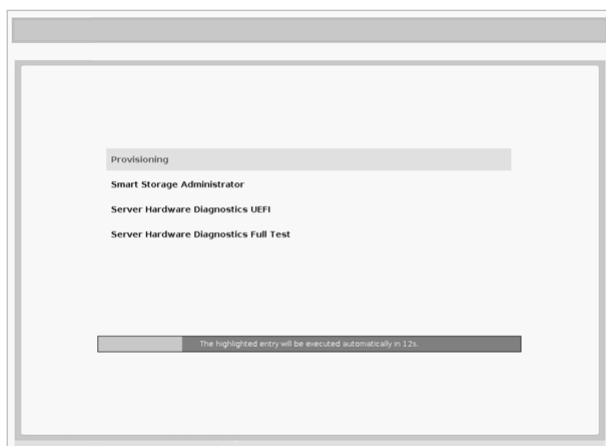 Provisioning
Smart Storage Administrator
Server Hardware Diagnostics UEFI
Server Hardware Diagnostics Full Test
The highlighted entry will be executed automatically in 12s.